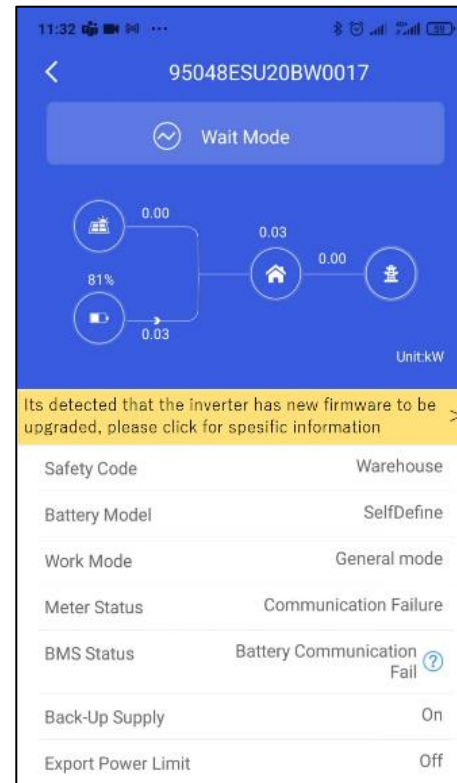 11:32 ...
95048ESU20BW0017
Wait Mode
0.00
0.03
0.00
81%
0.03
Unit:kW
Its detected that the inverter has new firmware to be
upgraded, please click for spesific information >
Safety Code Warehouse
Battery Model SelfDefine
Work Mode General mode
Meter Status Communication Failure
BMS Status Battery Communication
Fail ?
Back-Up Supply On
Export Power Limit Off